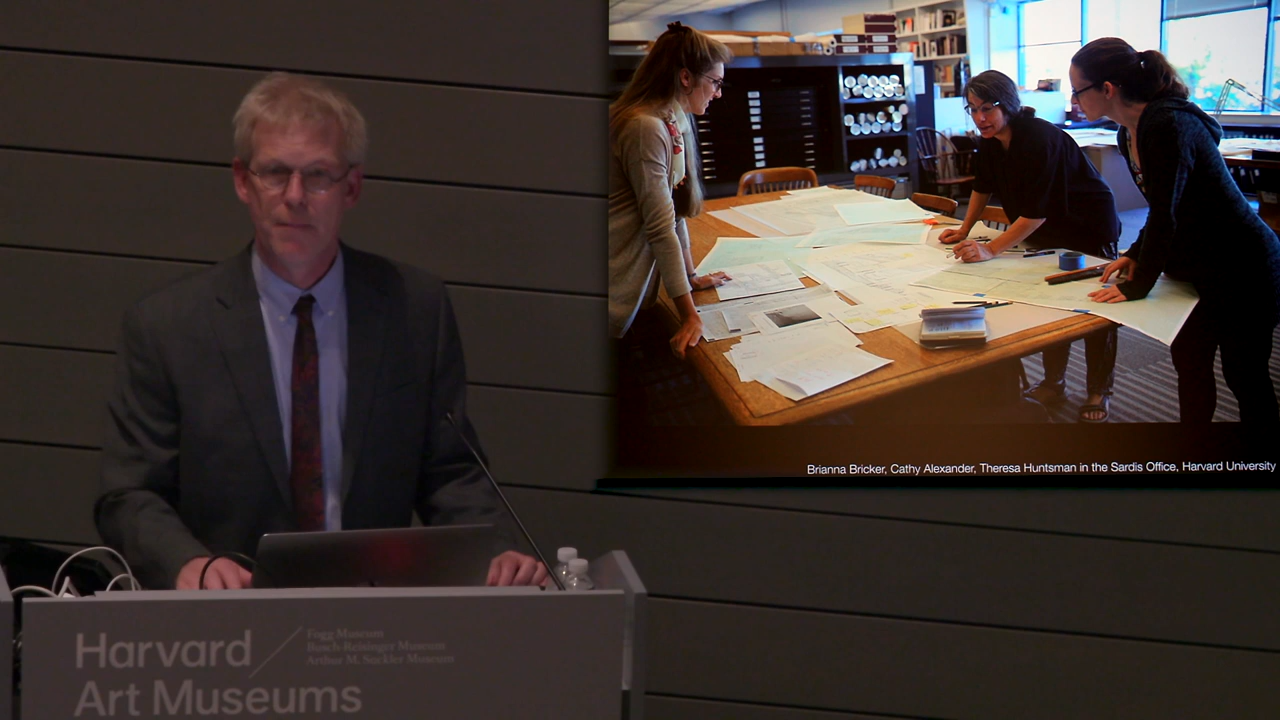 Brianna Bricker, Cathy Alexander, Theresa Huntsman in the Sardis Office, Harvard University
Harvard
Art Museums
Fogg Museum
Busch-Reisinger Museum
Arthur M. Sackler Museum